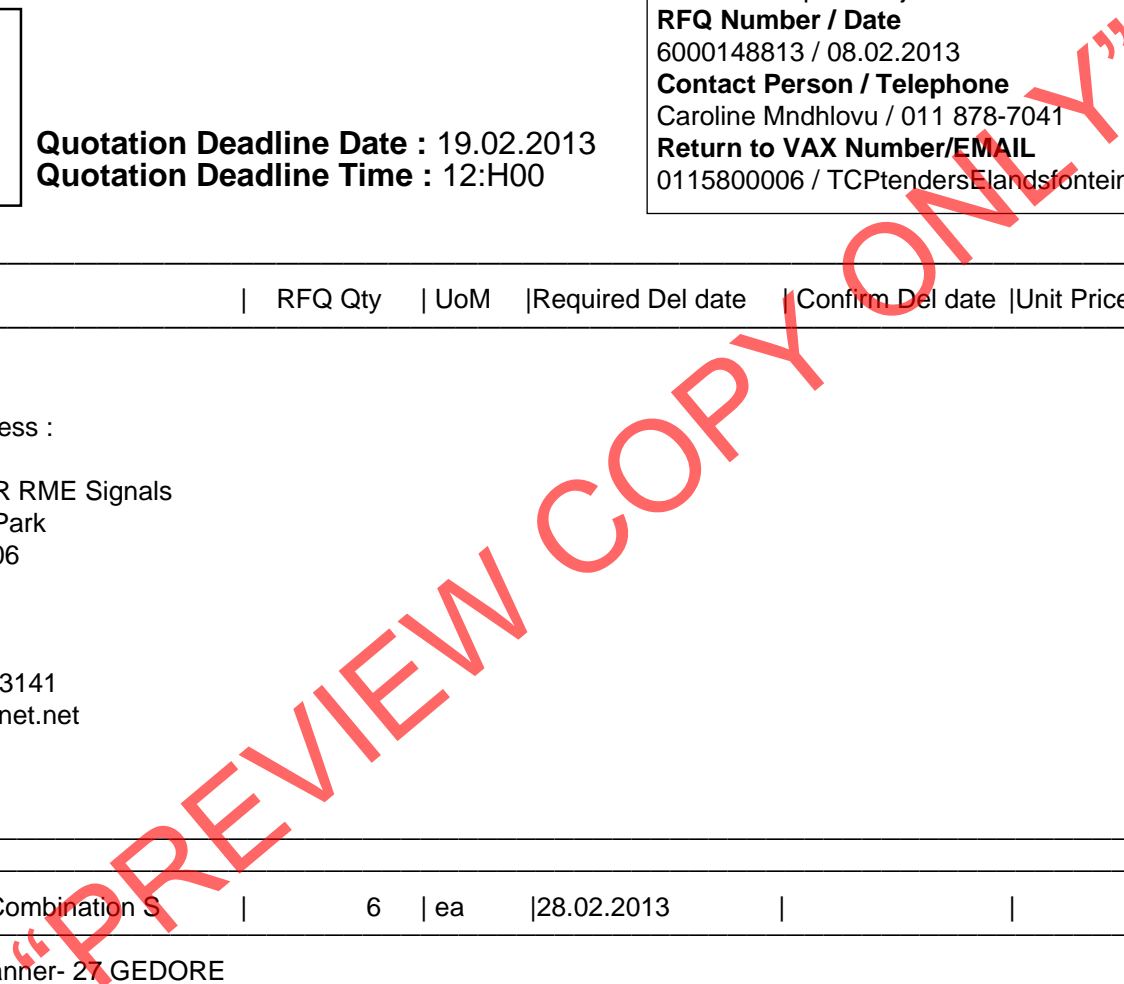 RFQ Number / Date
6000148813 / 08.02.2013
Contact Person / Telephone
Caroline Mndhlovu / 011 878-7041
Return to VAX Number/EMAIL
0115800006 / TCPtendersElandsfontein
Quotation Deadline Date : 19.02.2013
Quotation Deadline Time : 12:H00
| RFQ Qty | UoM |Required Del date | Confirm Del date |Unit Price
ess :
R RME Signals
Park
06
3141
net.net
Combination S | 6 | ea |28.02.2013 | |
anner- 27 GEDORE
“PREVIEW COPY ONLY”